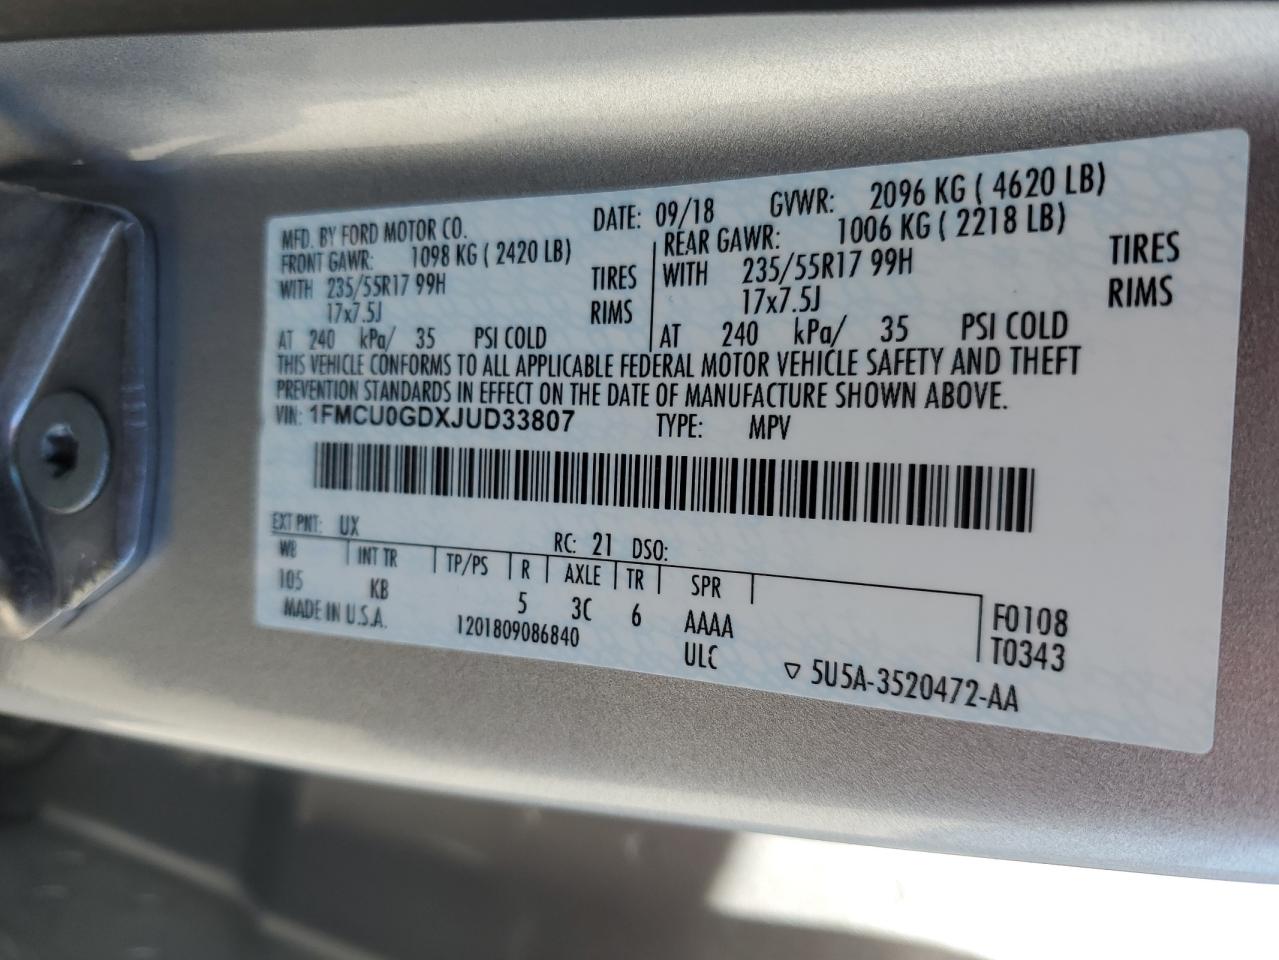 MFD. BY FORD MOTOR CO. DATE: 09/18 GVWR: 2096 KG ( 4620 LB)
FRONT GAWR: 1098 KG ( 2420 LB) REAR GAWR: 1006 KG ( 2218 LB)
WITH 235/55R17 99H TIRES WITH 235/55R17 99H TIRES
17x7.5J RIMS 17x7.5J RIMS
AT 240 kPa/ 35 PSI COLD AT 240 kPa/ 35 PSI COLD
THIS VEHICLE CONFORMS TO ALL APPLICABLE FEDERAL MOTOR VEHICLE SAFETY AND THEFT
PREVENTION STANDARDS IN EFFECT ON THE DATE OF MANUFACTURE SHOWN ABOVE.
VIN: 1FMCU0GDXJUD33807 TYPE: MPV
EXT PNT: UX RC: 21 DSO:
WB INT TR TP/PS R AXLE TR SPR
105 KB 5 3C 6 AAAA F0108
MADE IN U.S.A. 1201809086840 ULC T0343
▽ 5U5A-3520472-AA